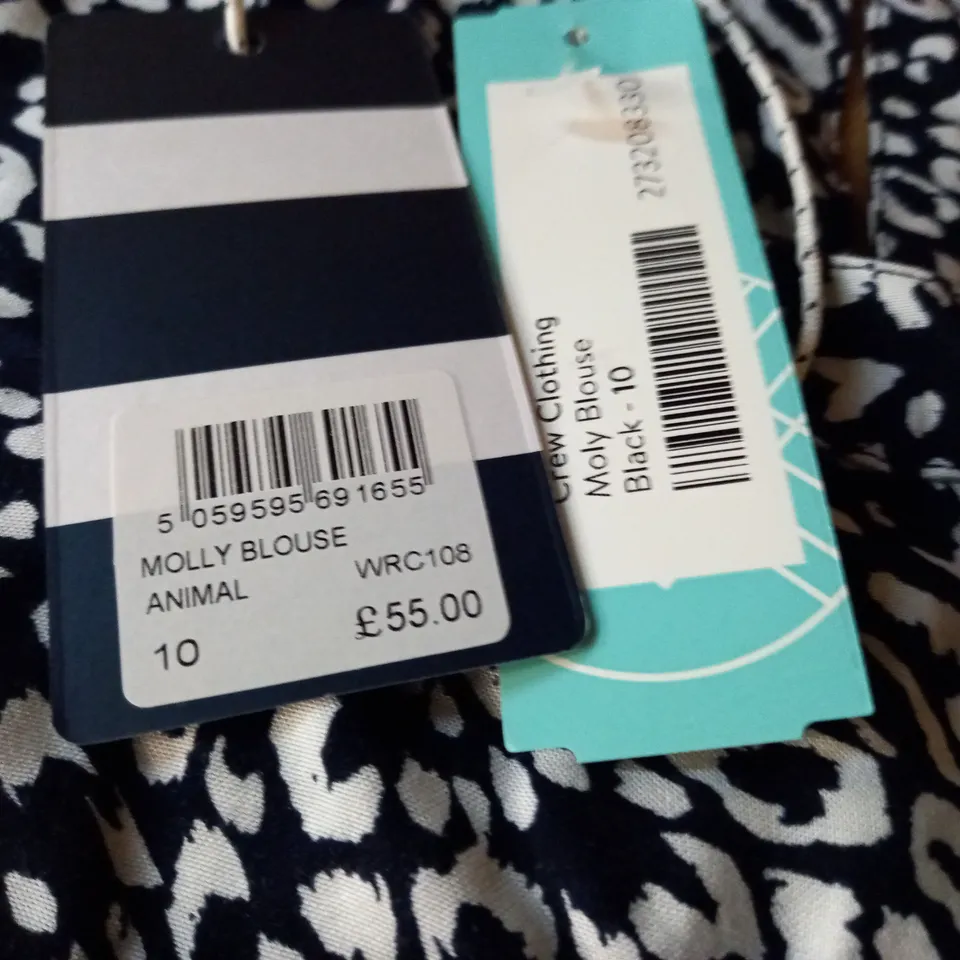 5 059595 691655
MOLLY BLOUSE
ANIMAL
WRC108
10
£55.00
Crew Clothing
Moly Blouse
Black - 10
273208330